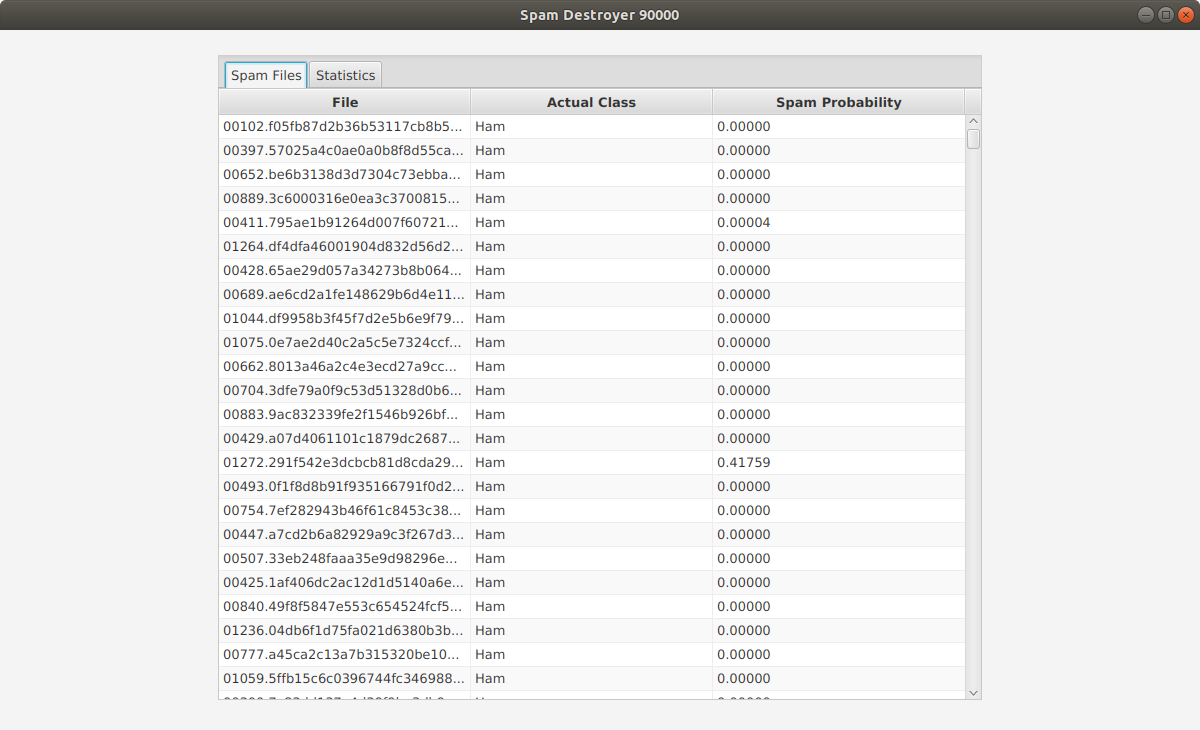 Spam Destroyer 90000
Spam Files Statistics
File Actual Class Spam Probability
00102.f05fb87d2b36b53117cb8b5... Ham 0.00000
00397.57025a4c0ae0a0b8f8d55ca... Ham 0.00000
00652.be6b3138d3d7304c73ebba... Ham 0.00000
00889.3c6000316e0ea3c3700815... Ham 0.00000
00411.795ae1b91264d007f60721... Ham 0.00004
01264.df4dfa46001904d832d56d2... Ham 0.00000
00428.65ae29d057a34273b8b064... Ham 0.00000
00689.ae6cd2a1fe148629b6d4e11... Ham 0.00000
01044.df9958b3f45f7d2e5b6e9f79... Ham 0.00000
01075.0e7ae2d40c2a5c5e7324ccf... Ham 0.00000
00662.8013a46a2c4e3ecd27a9cc... Ham 0.00000
00704.3dfe79a0f9c53d51328d0b6... Ham 0.00000
00883.9ac832339fe2f1546b926bf... Ham 0.00000
00429.a07d4061101c1879dc2687... Ham 0.00000
01272.291f542e3dcbcb81d8cda29... Ham 0.41759
00493.0f1f8d8b91f935166791f0d2... Ham 0.00000
00754.7ef282943b46f61c8453c38... Ham 0.00000
00447.a7cd2b6a82929a9c3f267d3... Ham 0.00000
00507.33eb248faaa35e9d98296e... Ham 0.00000
00425.1af406dc2ac12d1d5140a6e... Ham 0.00000
00840.49f8f5847e553c654524fcf5... Ham 0.00000
01236.04db6f1d75fa021d6380b3b... Ham 0.00000
00777.a45ca2c13a7b315320be10... Ham 0.00000
01059.5ffb15c6c0396744fc346988... Ham 0.00000